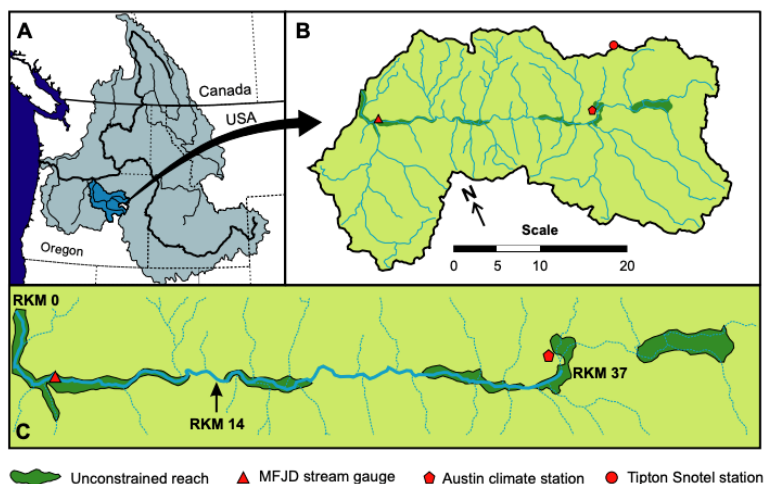 A
Canada
USA
Oregon
B
N
Scale
0 5 10 20
RKM 0
RKM 14
RKM 37
C
Unconstrained reach
MFJD stream gauge
Austin climate station
Tipton Snotel station